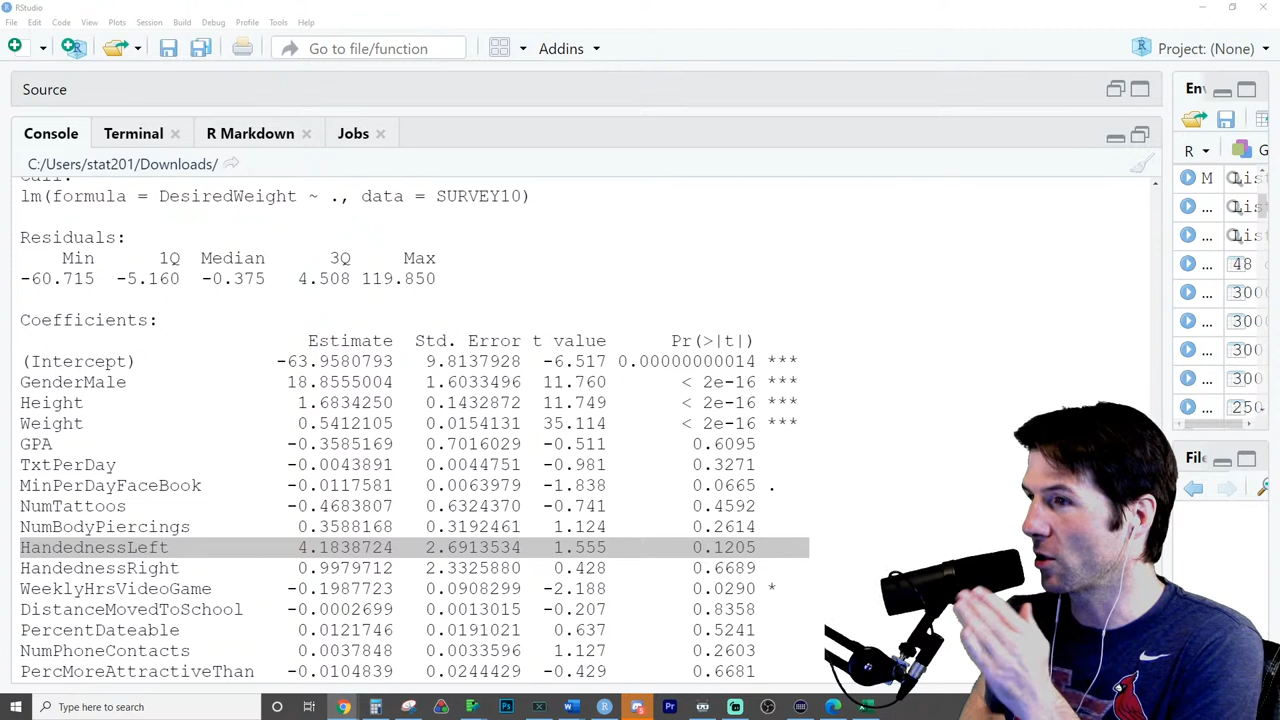 RStudio
File Edit Code View Plots Session Build Debug Profile Tools Help
Go to file/function Addins Project: (None)
Source
Env
Console Terminal R Markdown Jobs
C:/Users/stat201/Downloads/
R G
lm(formula = DesiredWeight ~ ., data = SURVEY10)
M List
... List
... List
... 48
... 300
... 300
... 300
... 300
... 250
Residuals:
Min 1Q Median 3Q Max
-60.715 -5.160 -0.375 4.508 119.850
Coefficients:
Estimate Std. Error t value Pr(>|t|)
(Intercept) -63.9580793 9.8137928 -6.517 0.00000000014 ***
GenderMale 18.8555004 1.6033496 11.760 < 2e-16 ***
Height 1.6834250 0.1432872 11.749 < 2e-16 ***
Weight 0.5412105 0.0154131 35.114 < 2e-16 ***
GPA -0.3585169 0.7016029 -0.511 0.6095
TxtPerDay -0.0043891 0.0044751 -0.981 0.3271
MinPerDayFaceBook -0.0117581 0.0063979 -1.838 0.0665 .
NumTattoos -0.4683807 0.6324370 -0.741 0.4592
NumBodyPiercings 0.3588168 0.3192461 1.124 0.2614
HandednessLeft 4.1838724 2.6913534 1.555 0.1205
HandednessRight 0.9979712 2.3325880 0.428 0.6689
WeeklyHrsVideoGame -0.1987723 0.0908299 -2.188 0.0290 *
DistanceMovedToSchool -0.0002699 0.0013015 -0.207 0.8358
PercentDateable 0.0121746 0.0191021 0.637 0.5241
NumPhoneContacts 0.0037848 0.0033596 1.127 0.2603
PercMoreAttractiveThan -0.0104839 0.0244429 -0.429 0.6681
File
Type here to search